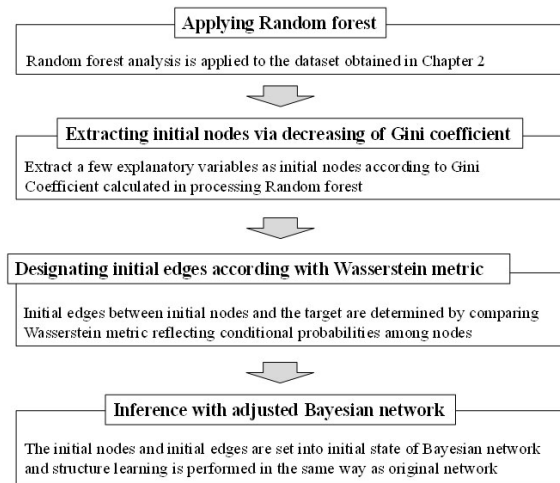 Applying Random forest
Random forest analysis is applied to the dataset obtained in Chapter 2
Extracting initial nodes via decreasing of Gini coefficient
Extract a few explanatory variables as initial nodes according to Gini
Coefficient calculated in processing Random forest
Designating initial edges according with Wasserstein metric
Initial edges between initial nodes and the target are determined by comparing
Wasserstein metric reflecting conditional probabilities among nodes
Inference with adjusted Bayesian network
The initial nodes and initial edges are set into initial state of Bayesian network
and structure learning is performed in the same way as original network